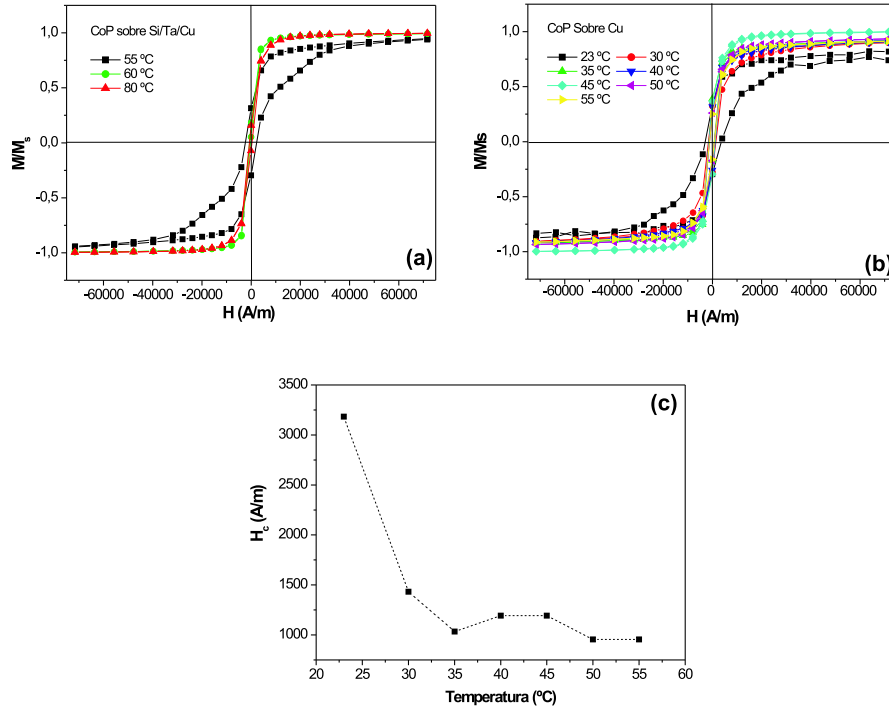 CoP sobre Si/Ta/Cu
55 ºC
60 ºC
80 ºC
1,0
0,5
0,0
-0,5
-1,0
M/Mₛ
-60000 -40000 -20000 0 20000 40000 60000
H (A/m)
(a)
CoP Sobre Cu
23 ºC 30 ºC
35 ºC 40 ºC
45 ºC 50 ºC
55 ºC
1,0
0,5
0,0
-0,5
-1,0
M/Ms
-60000 -40000 -20000 0 20000 40000 60000
H (A/m)
(b)
(c)
3500
3000
2500
2000
1500
1000
H_c (A/m)
20 25 30 35 40 45 50 55 60
Temperatura (ºC)